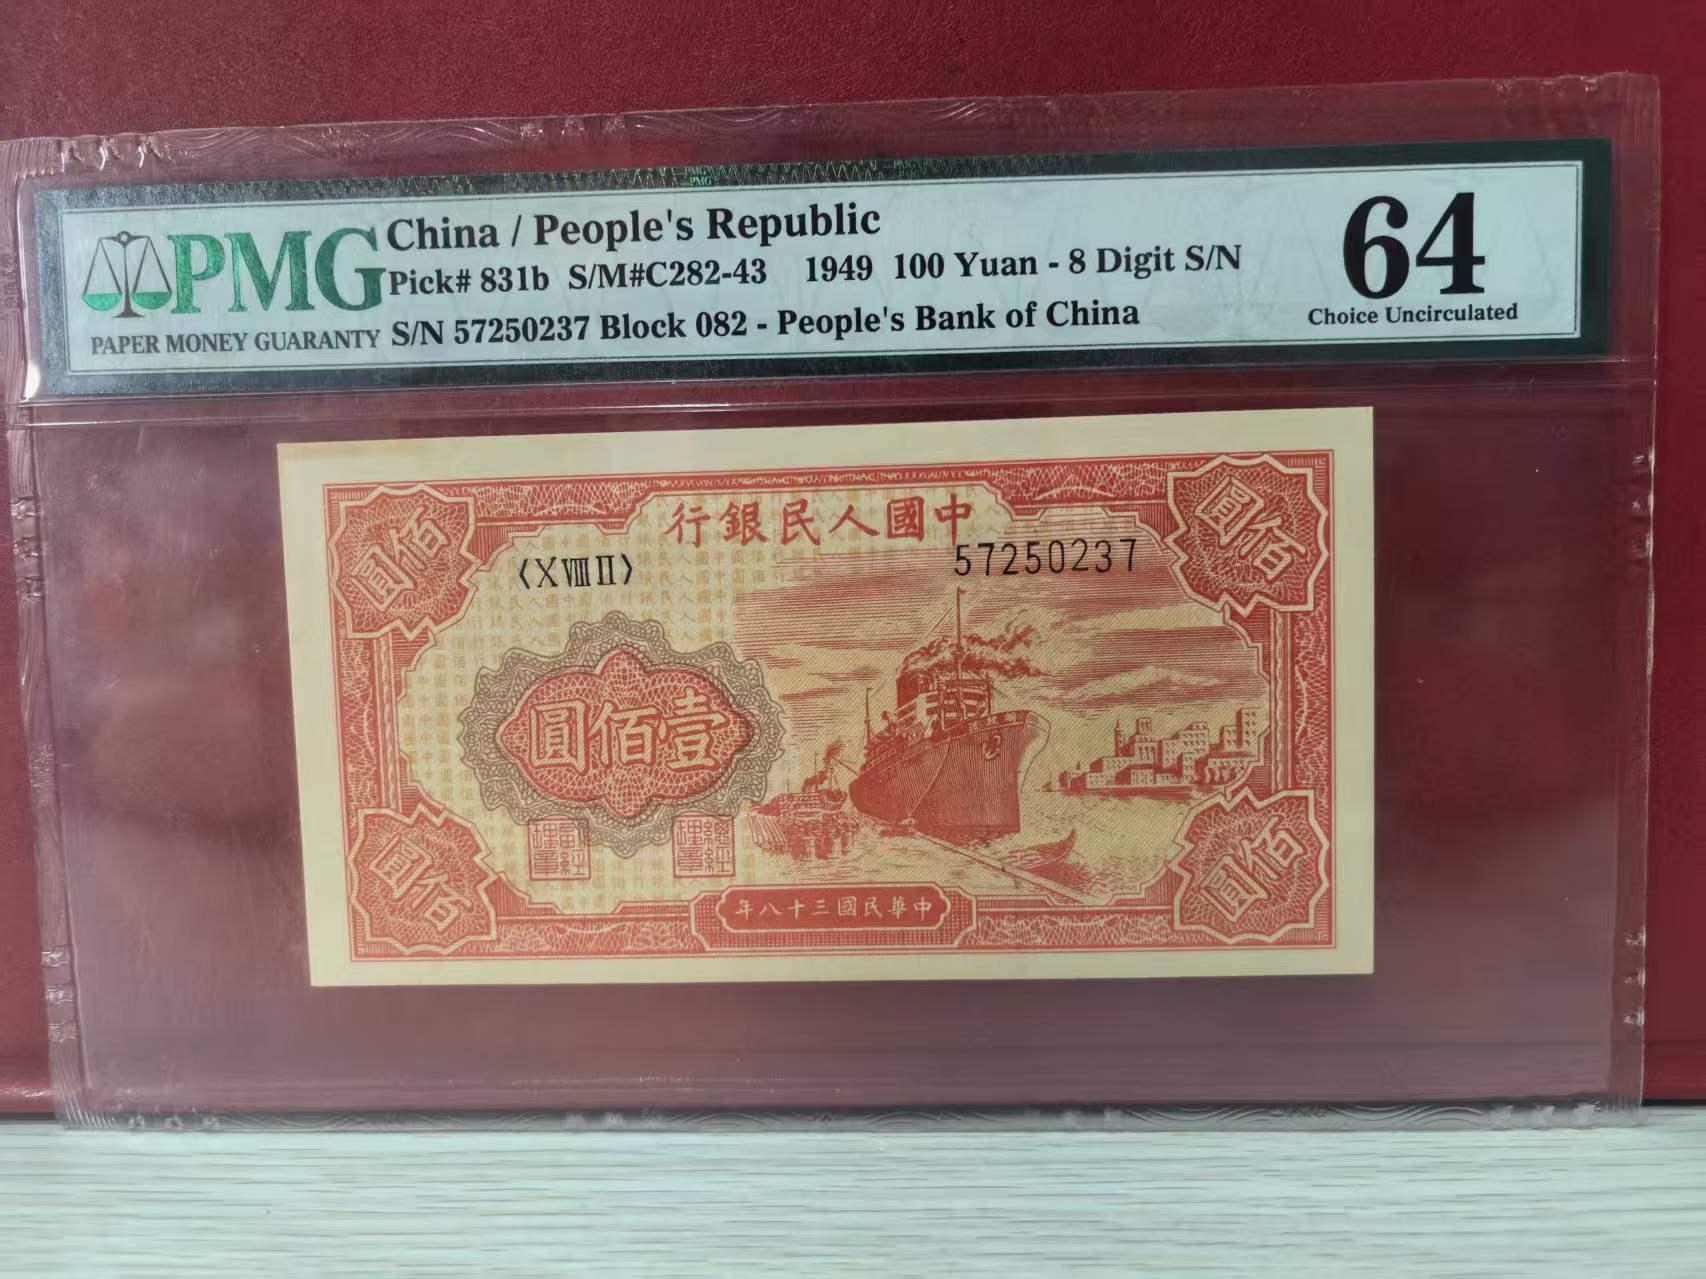 PMG
PAPER MONEY GUARANTY
China / People's Republic
Pick# 831b S/M#C282-43 1949 100 Yuan - 8 Digit S/N
S/N 57250237 Block 082 - People's Bank of China
64
Choice Uncirculated
行銀民人國中
〈X VIII II〉
57250237
圓佰
圓佰
圓佰壹
圓佰
圓佰
年八十三國民華中